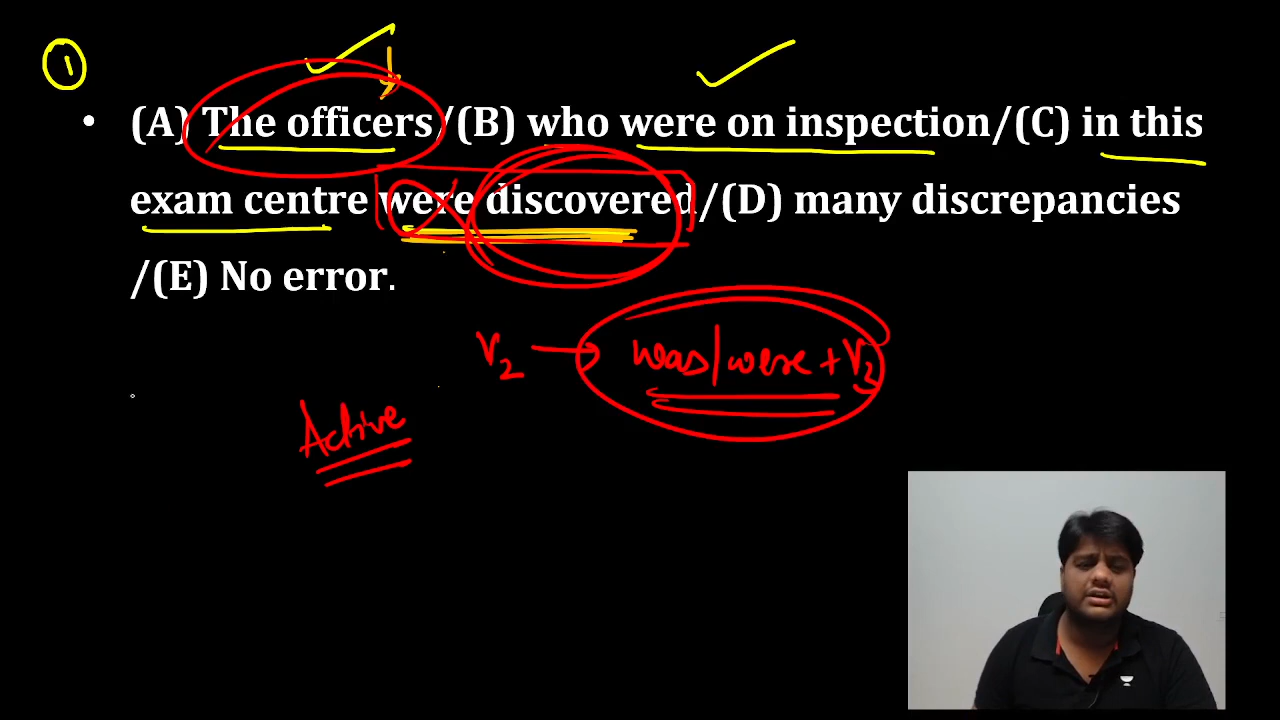 1
• (A) The officers/(B) who were on inspection/(C) in this
exam centre were discovered/(D) many discrepancies
/(E) No error.
V2 → was/were + V3
Active